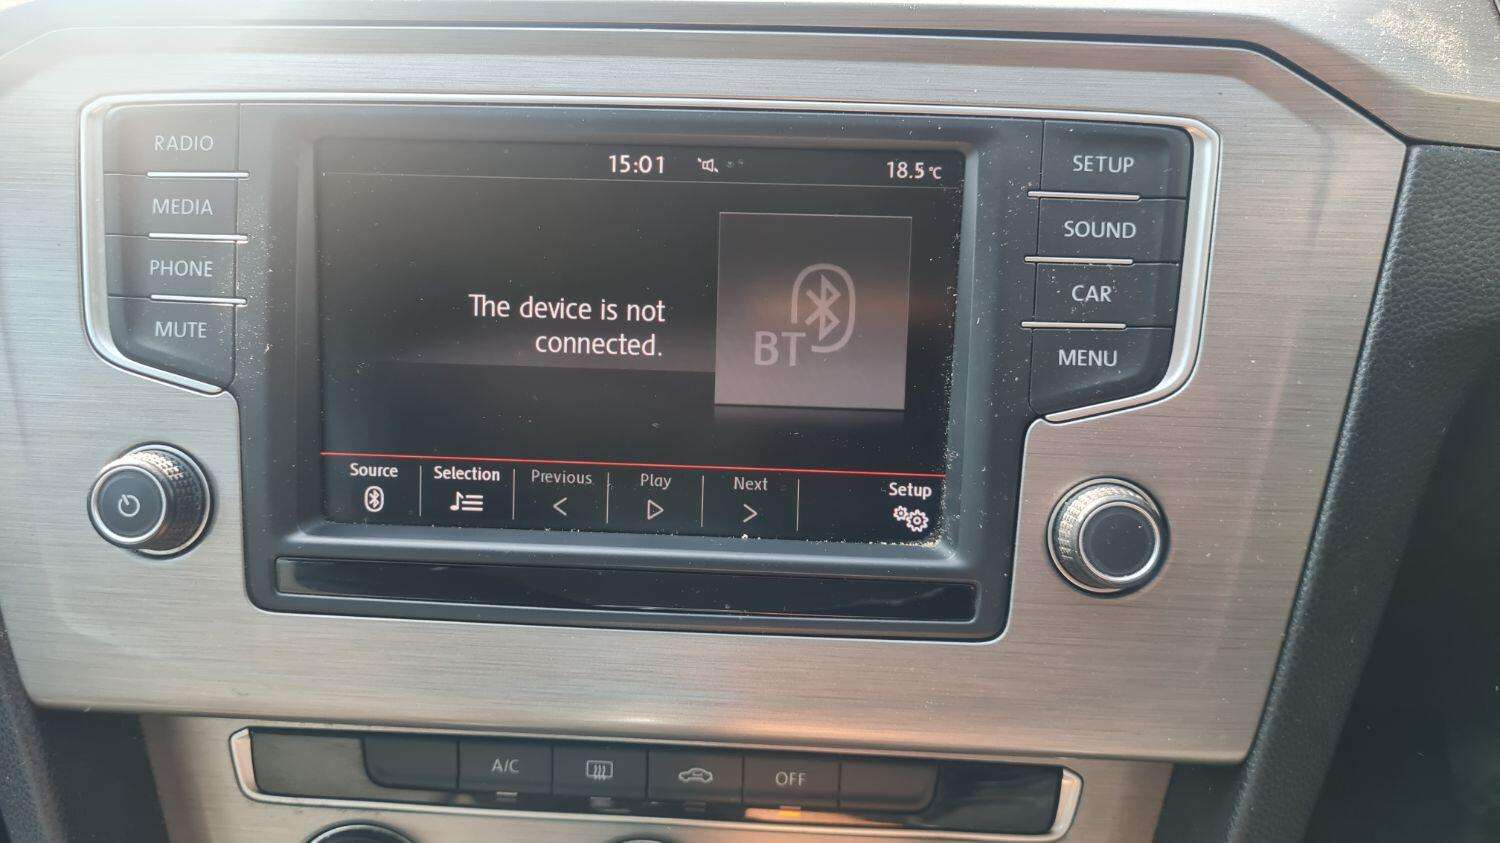 RADIO
MEDIA
PHONE
MUTE
15:01
18.5°C
The device is not
connected.
BT
Source
Selection
Previous
Play
Next
Setup
SETUP
SOUND
CAR
MENU
A/C
OFF